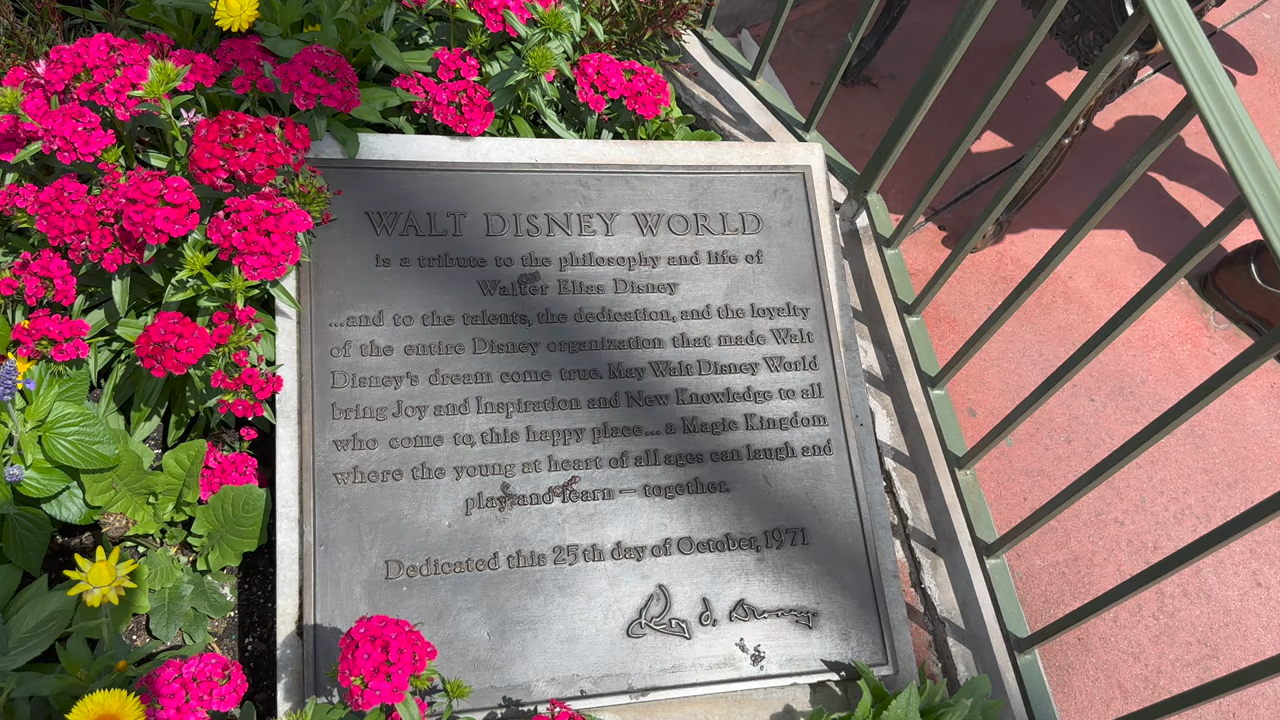 WALT DISNEY WORLD
is a tribute to the philosophy and life of
Walter Elias Disney
...and to the talents, the dedication, and the loyalty
of the entire Disney organization that made Walt
Disney's dream come true. May Walt Disney World
bring Joy and Inspiration and New Knowledge to all
who come to this happy place... a Magic Kingdom
where the young at heart of all ages can laugh and
play and learn — together.
Dedicated this 25th day of October, 1971
Roy O. Disney